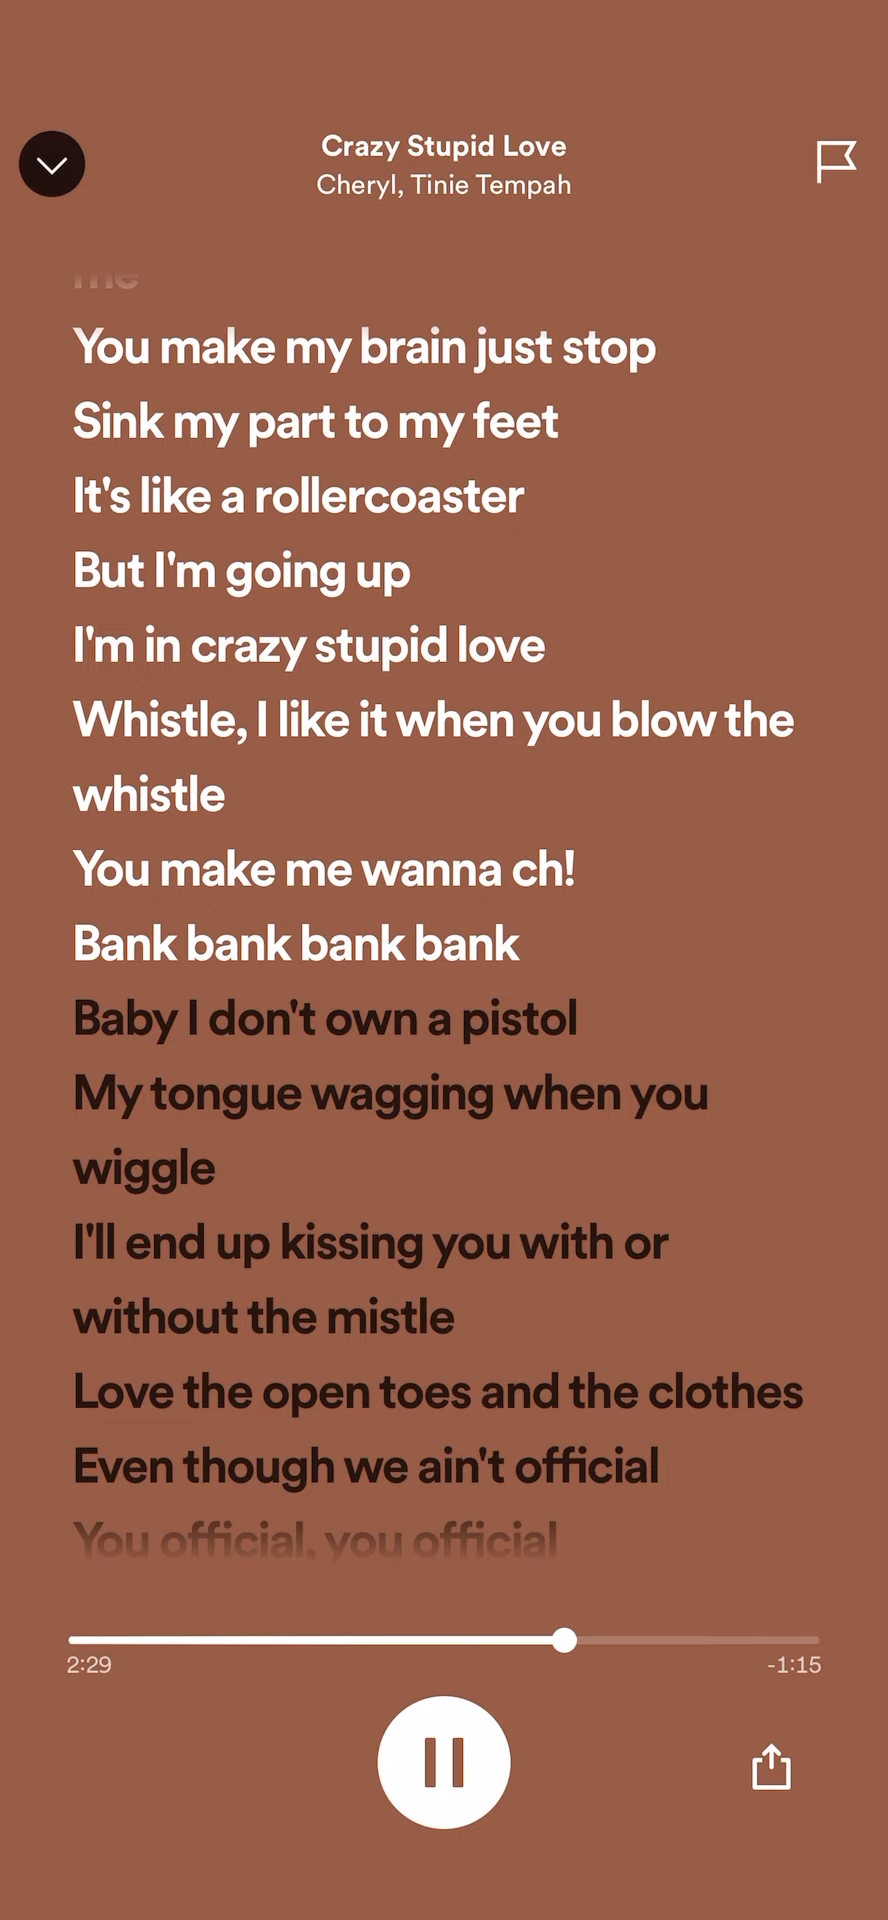 Crazy Stupid Love
Cheryl, Tinie Tempah
me
You make my brain just stop
Sink my part to my feet
It's like a rollercoaster
But I'm going up
I'm in crazy stupid love
Whistle, I like it when you blow the
whistle
You make me wanna ch!
Bank bank bank bank
Baby I don't own a pistol
My tongue wagging when you
wiggle
I'll end up kissing you with or
without the mistle
Love the open toes and the clothes
Even though we ain't official
You official, you official
2:29
-1:15